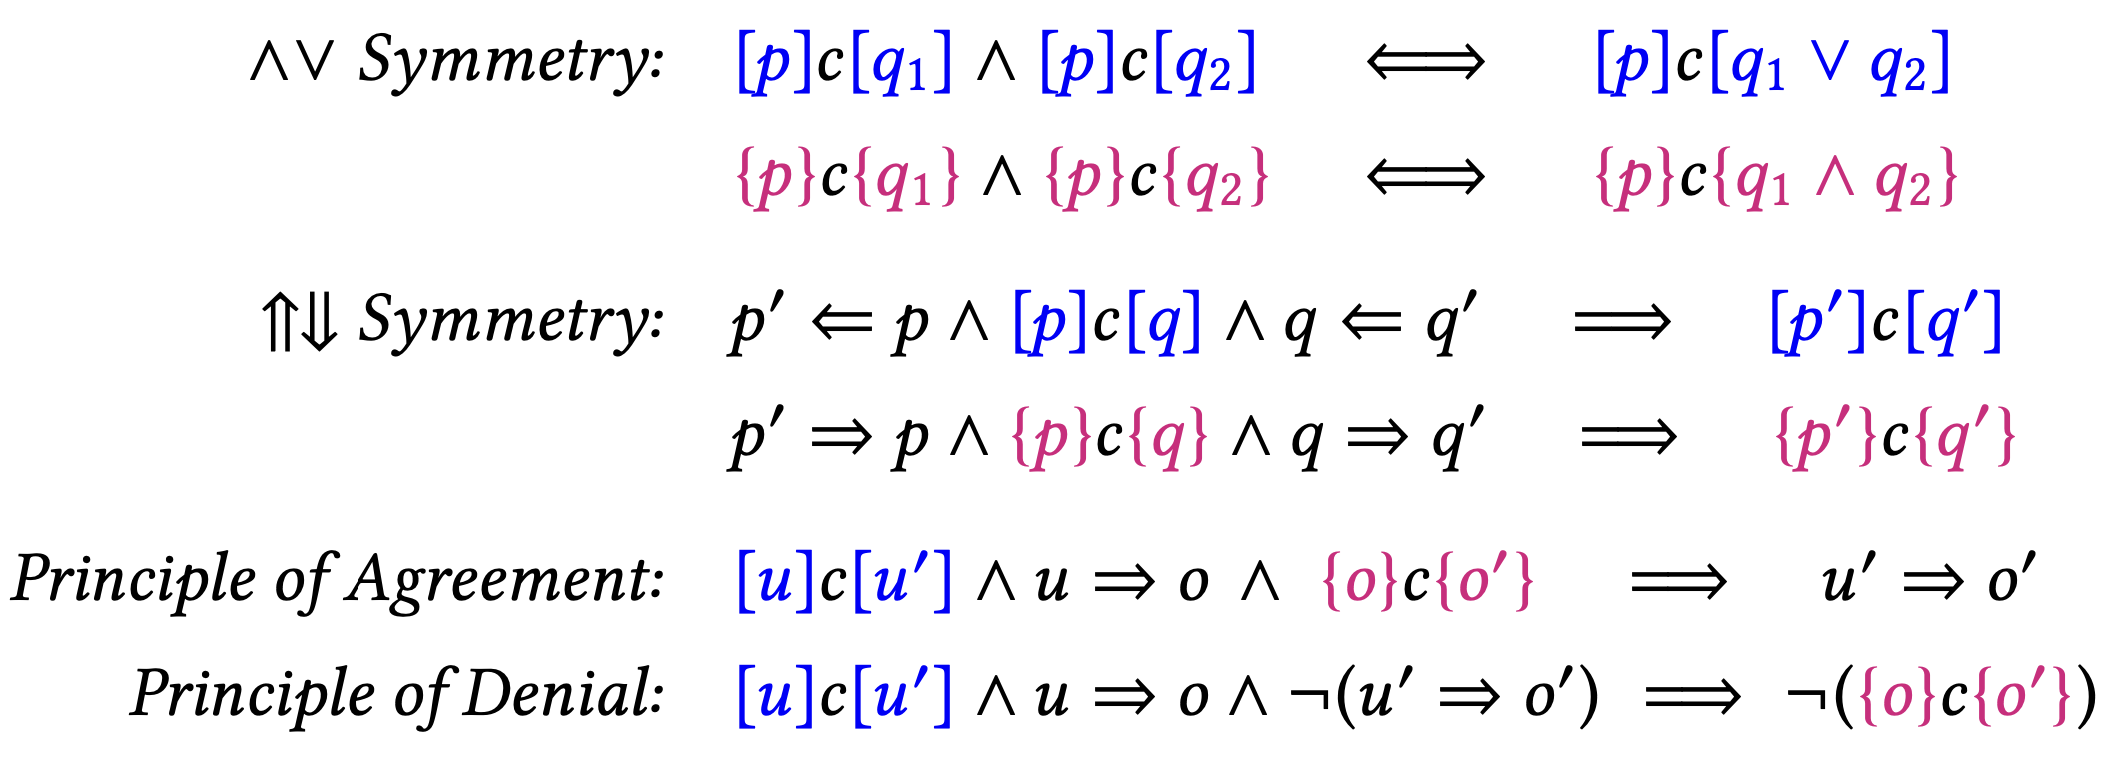 ∧∨ Symmetry: [p]c[q₁] ∧ [p]c[q₂] ⟺ [p]c[q₁ ∨ q₂]
{p}c{q₁} ∧ {p}c{q₂} ⟺ {p}c{q₁ ∧ q₂}
⇑⇓ Symmetry: p′ ⇐ p ∧ [p]c[q] ∧ q ⇐ q′ ⟹ [p′]c[q′]
p′ ⇒ p ∧ {p}c{q} ∧ q ⇒ q′ ⟹ {p′}c{q′}
Principle of Agreement: [u]c[u′] ∧ u ⇒ o ∧ {o}c{o′} ⟹ u′ ⇒ o′
Principle of Denial: [u]c[u′] ∧ u ⇒ o ∧ ¬(u′ ⇒ o′) ⟹ ¬({o}c{o′})